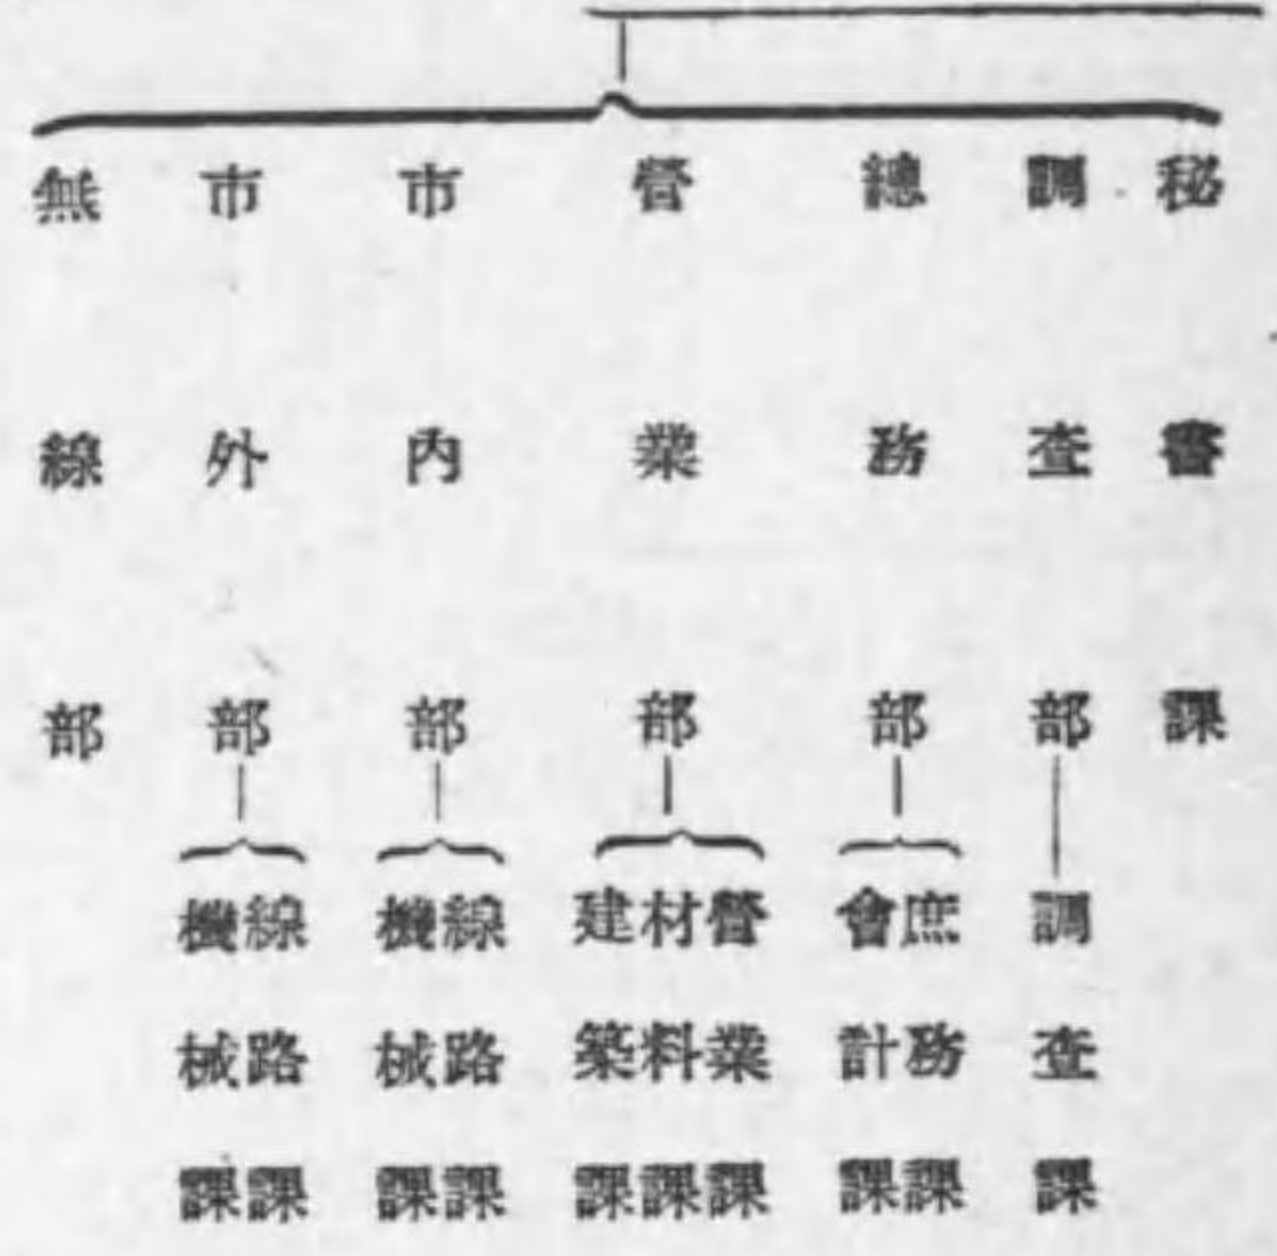 秘書課
調査部
調査課
總務部
庶務課
會計課
營業部
營業課
材料課
建築課
市內部
線路課
機械課
市外部
線路課
機械課
無線部